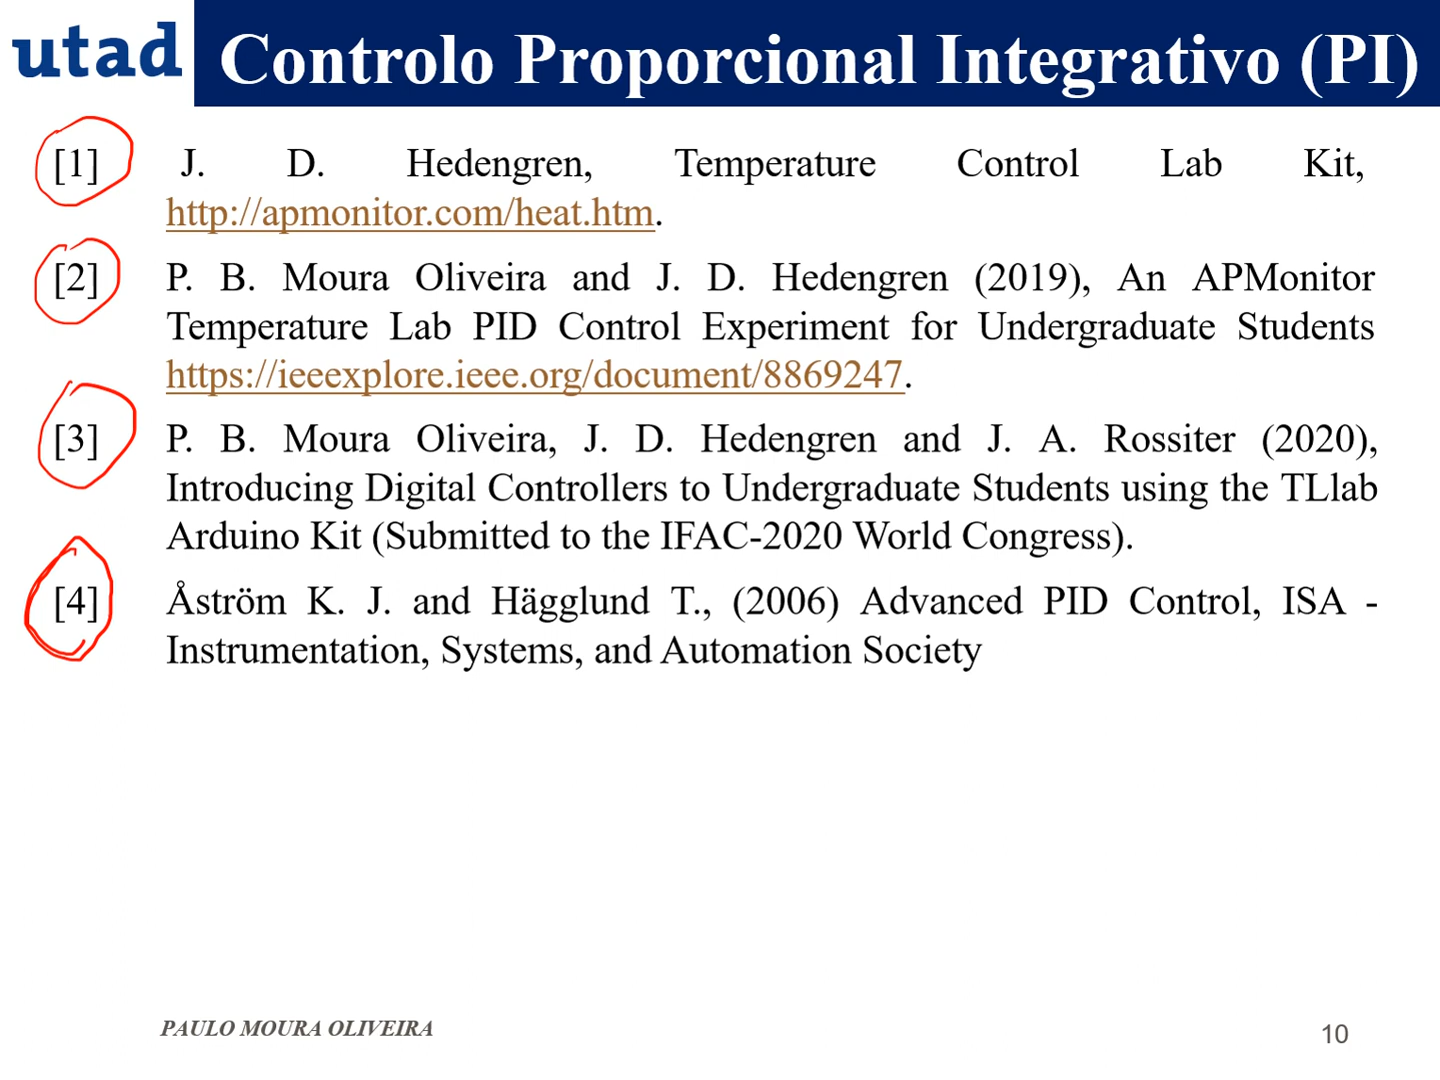 utad
Controlo Proporcional Integrativo (PI)
[1] J. D. Hedengren, Temperature Control Lab Kit,
http://apmonitor.com/heat.htm.
[2] P. B. Moura Oliveira and J. D. Hedengren (2019), An APMonitor
Temperature Lab PID Control Experiment for Undergraduate Students
https://ieeexplore.ieee.org/document/8869247.
[3] P. B. Moura Oliveira, J. D. Hedengren and J. A. Rossiter (2020),
Introducing Digital Controllers to Undergraduate Students using the TLlab
Arduino Kit (Submitted to the IFAC-2020 World Congress).
[4] Åström K. J. and Hägglund T., (2006) Advanced PID Control, ISA -
Instrumentation, Systems, and Automation Society
PAULO MOURA OLIVEIRA
10